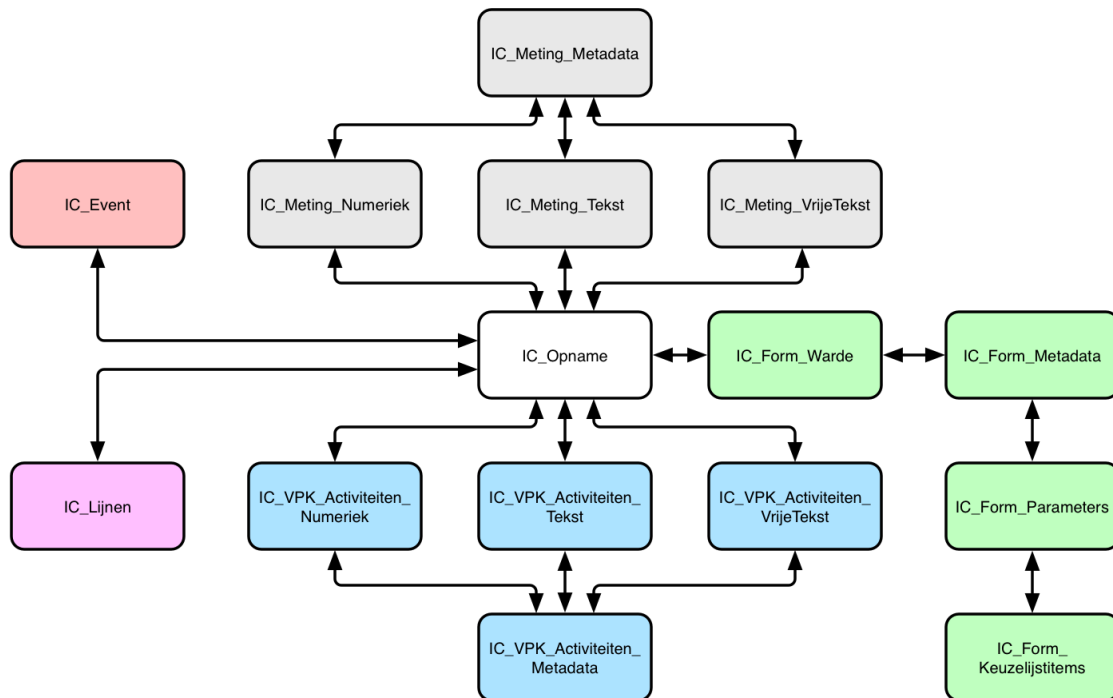 IC_Meting_Metadata
IC_Event
IC_Meting_Numeriek
IC_Meting_Tekst
IC_Meting_VrijeTekst
IC_Opname
IC_Form_Warde
IC_Form_Metadata
IC_Lijnen
IC_VPK_Activiteiten_
Numeriek
IC_VPK_Activiteiten_
Tekst
IC_VPK_Activiteiten_
VrijeTekst
IC_Form_Parameters
IC_VPK_Activiteiten_
Metadata
IC_Form_
Keuzelijstitems